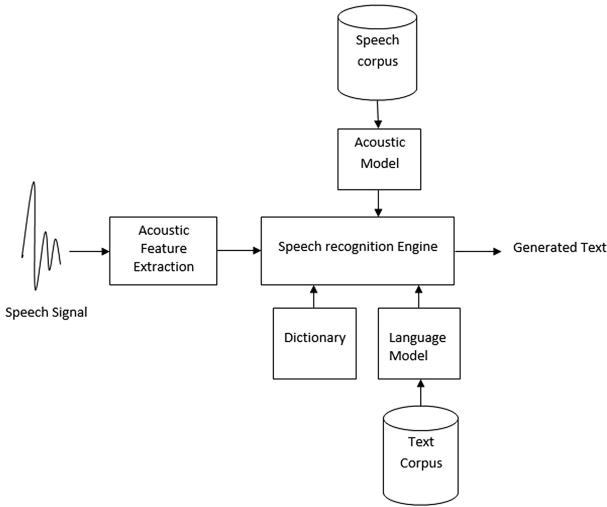 Speech
corpus
Acoustic
Model
Acoustic
Feature
Extraction
Speech recognition Engine
Generated Text
Speech Signal
Dictionary
Language
Model
Text
Corpus